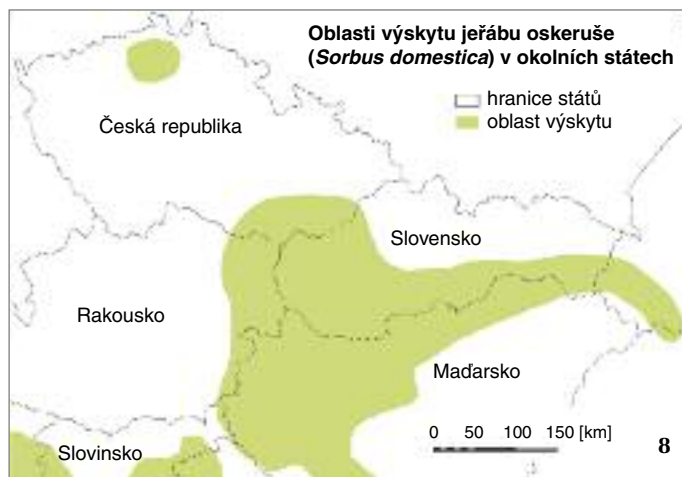 Oblasti výskytu jeřábu oskeruše
(Sorbus domestica) v okolních státech
hranice států
oblast výskytu
Česká republika
Slovensko
Rakousko
Maďarsko
Slovinsko
0 50 100 150 [km]
8